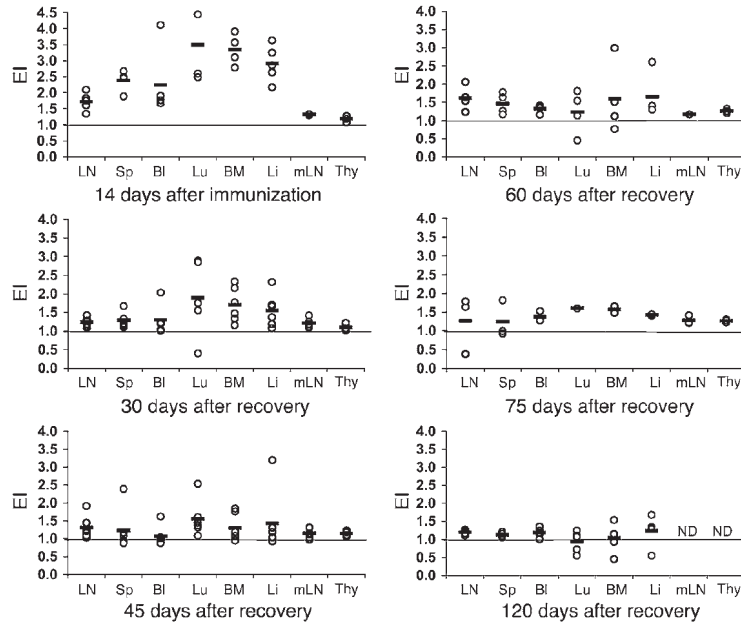 EI
4.5
4.0
3.5
3.0
2.5
2.0
1.5
1.0
0.5
0.0
LN Sp Bl Lu BM Li mLN Thy
14 days after immunization
EI
4.0
3.5
3.0
2.5
2.0
1.5
1.0
0.5
0.0
LN Sp Bl Lu BM Li mLN Thy
60 days after recovery
EI
4.0
3.5
3.0
2.5
2.0
1.5
1.0
0.5
0.0
LN Sp Bl Lu BM Li mLN Thy
30 days after recovery
EI
4.0
3.5
3.0
2.5
2.0
1.5
1.0
0.5
0.0
LN Sp Bl Lu BM Li mLN Thy
75 days after recovery
EI
4.0
3.5
3.0
2.5
2.0
1.5
1.0
0.5
0.0
LN Sp Bl Lu BM Li mLN Thy
45 days after recovery
EI
4.0
3.5
3.0
2.5
2.0
1.5
1.0
0.5
0.0
ND ND
LN Sp Bl Lu BM Li mLN Thy
120 days after recovery